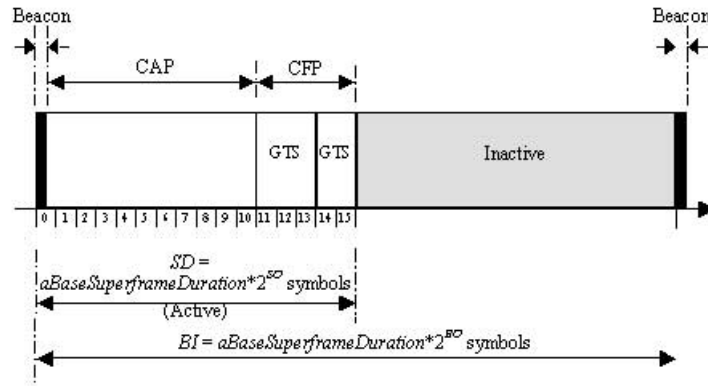 Beacon
Beacon
CAP
CFP
GTS
GTS
Inactive
0 1 2 3 4 5 6 7 8 9 10 11 12 13 14 15
SD =
aBaseSuperframeDuration*2^SO symbols
(Active)
BI = aBaseSuperframeDuration*2^BO symbols